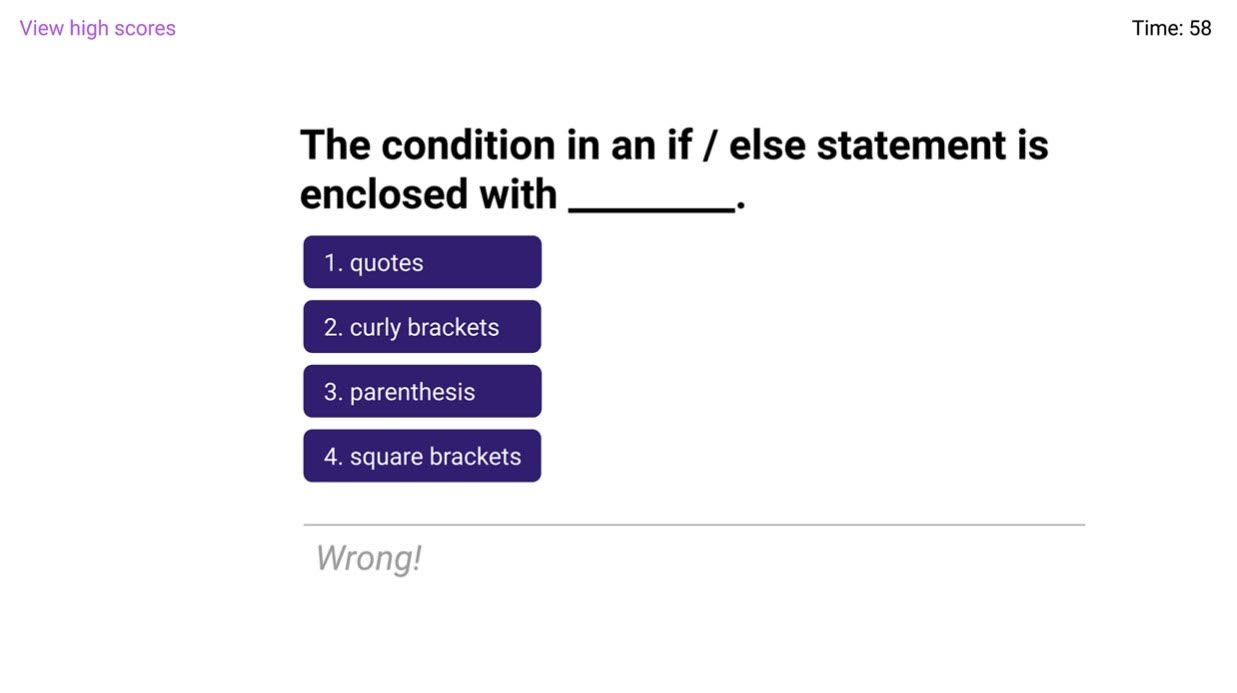 View high scores
Time: 58
The condition in an if / else statement is
enclosed with ________.
1. quotes
2. curly brackets
3. parenthesis
4. square brackets
Wrong!